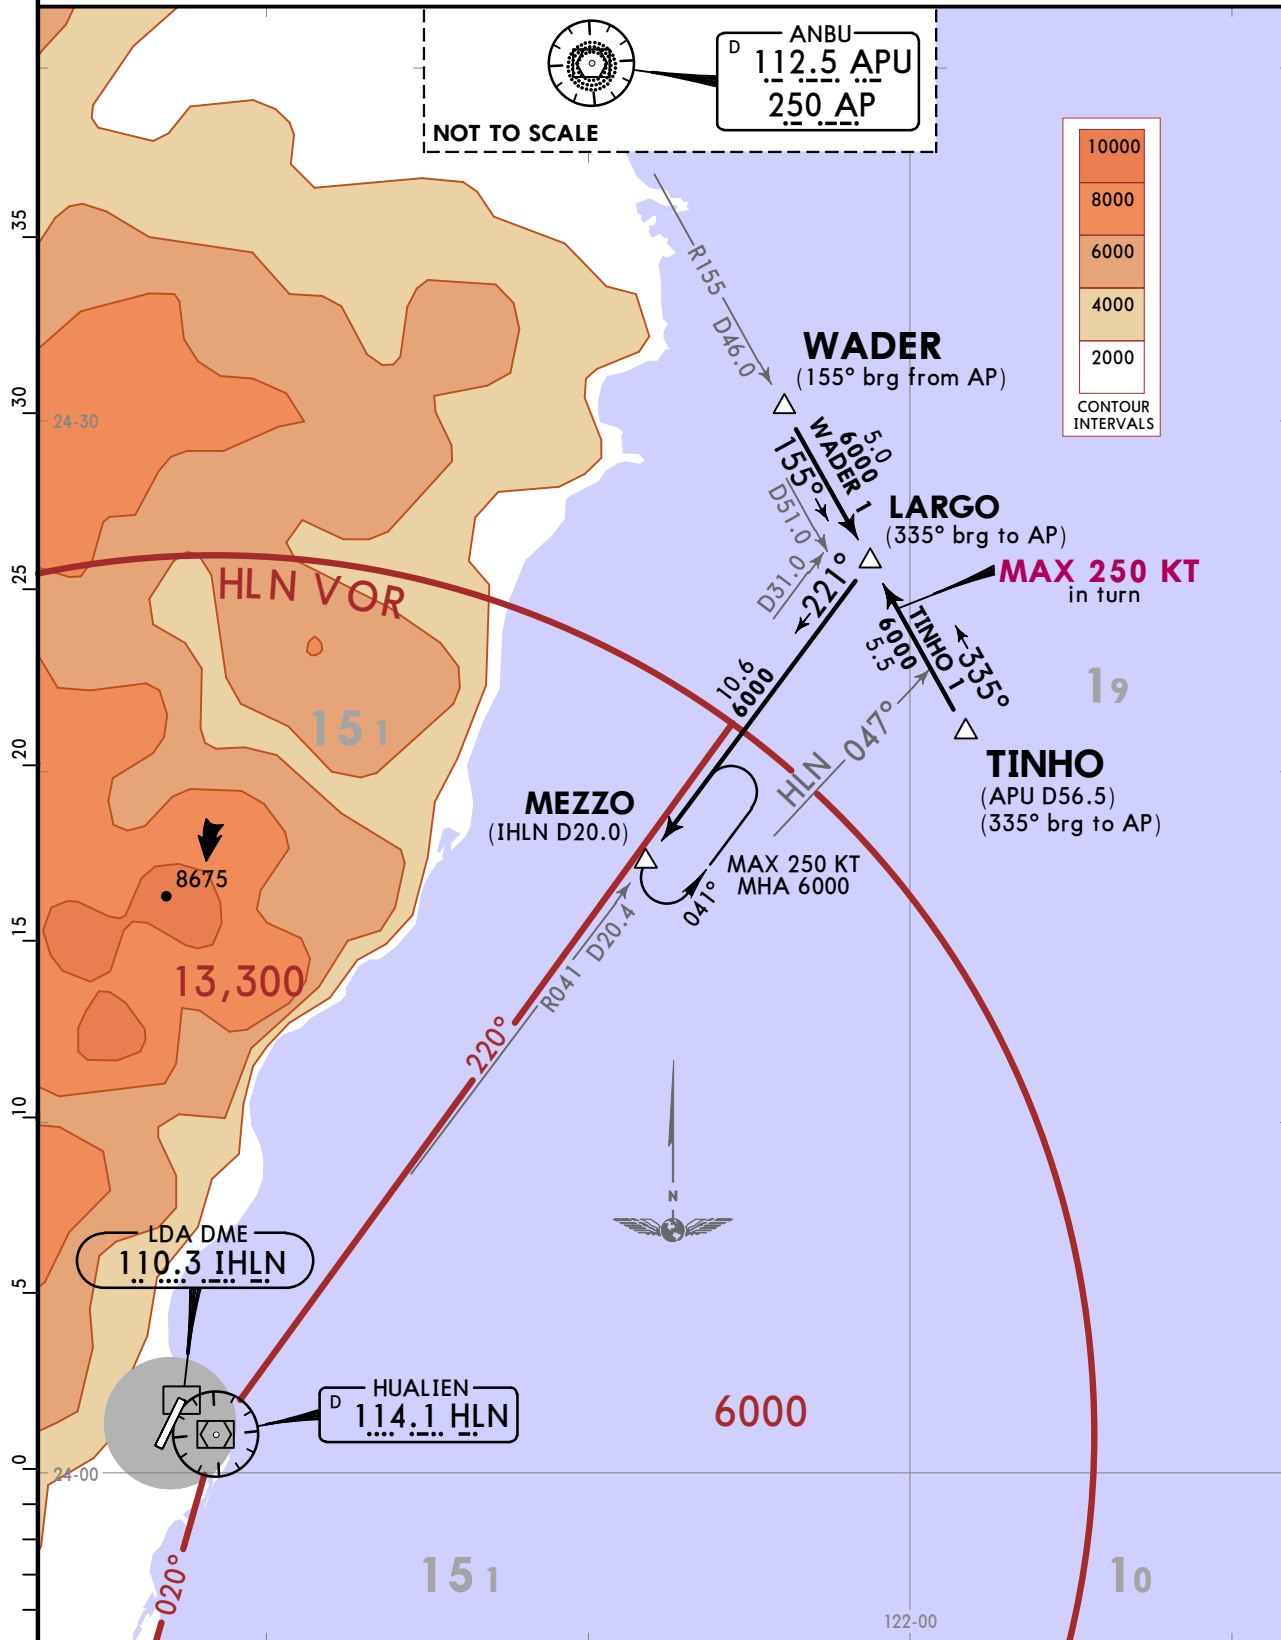 ANBU
D
112.5 APU
250 AP
NOT TO SCALE
10000
8000
6000
4000
2000
CONTOUR
INTERVALS
35
30
25
20
15
10
5
0
24-30
R155
D46.0
WADER
(155° brg from AP)
5.0
6000
WADER 1
155°
D51.0
D31.0
LARGO
(335° brg to AP)
MAX 250 KT
in turn
221°
TINHO 1
6000
5.5
335°
HLN VOR
10.6
6000
HLN 047°
19
15 1
TINHO
(APU D56.5)
(335° brg to AP)
MEZZO
(IHLN D20.0)
MAX 250 KT
MHA 6000
041°
R041
D20.4
8675
13,300
220°
N
LDA DME
110.3 IHLN
HUALIEN
D
114.1 HLN
6000
24-00
020°
15 1
10
122-00